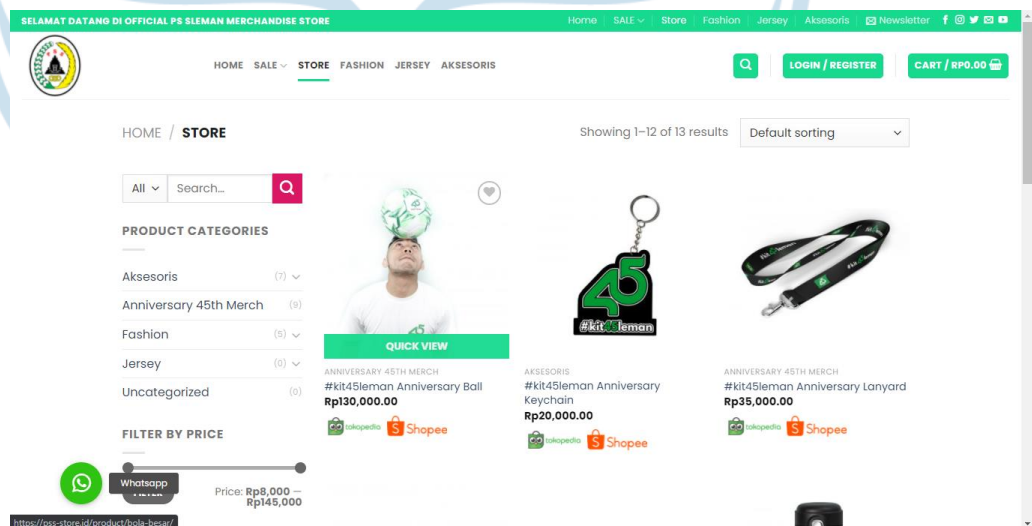 SELAMAT DATANG DI OFFICIAL PS SLEMAN MERCHANDISE STORE
Home SALE Store Fashion Jersey Aksesoris Newsletter
HOME SALE STORE FASHION JERSEY AKSESORIS
LOGIN / REGISTER
CART / RP0.00
HOME / STORE
Showing 1–12 of 13 results
Default sorting
All Search...
PRODUCT CATEGORIES
Aksesoris (7)
Anniversary 45th Merch (9)
Fashion (5)
Jersey (0)
Uncategorized (0)
FILTER BY PRICE
Whatsapp
FILTER
Price: Rp8,000 —
Rp145,000
45
QUICK VIEW
ANNIVERSARY 45TH MERCH
#kit45leman Anniversary Ball
Rp130,000.00
tokopedia Shopee
45
#kit45leman
AKSESORIS
#kit45leman Anniversary
Keychain
Rp20,000.00
tokopedia Shopee
ANNIVERSARY 45TH MERCH
#kit45leman Anniversary Lanyard
Rp35,000.00
tokopedia Shopee
https://pss-store.id/product/bola-besar/